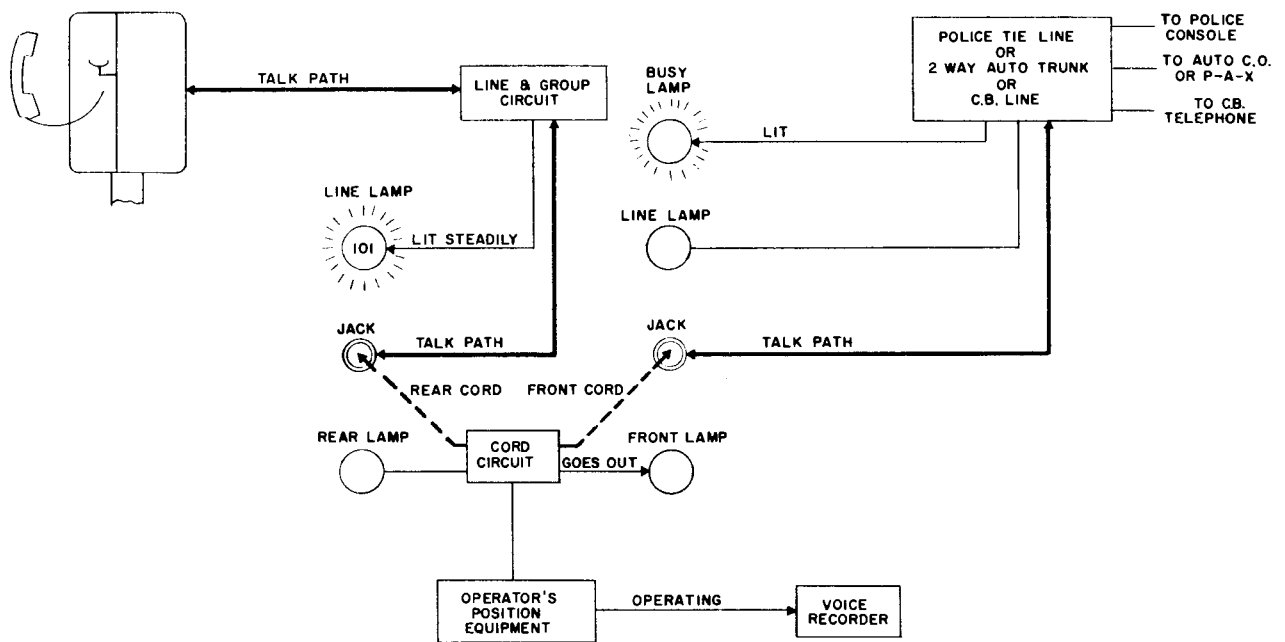 TALK PATH
LINE & GROUP
CIRCUIT
BUSY
LAMP
LIT
POLICE TIE LINE
OR
2 WAY AUTO TRUNK
OR
C.B. LINE
TO POLICE
CONSOLE
TO AUTO C.O.
OR P-A-X
TO C.B.
TELEPHONE
LINE LAMP
101
LIT STEADILY
LINE LAMP
JACK
TALK PATH
JACK
TALK PATH
REAR CORD
FRONT CORD
REAR LAMP
CORD
CIRCUIT
GOES OUT
FRONT LAMP
OPERATOR'S
POSITION
EQUIPMENT
OPERATING
VOICE
RECORDER